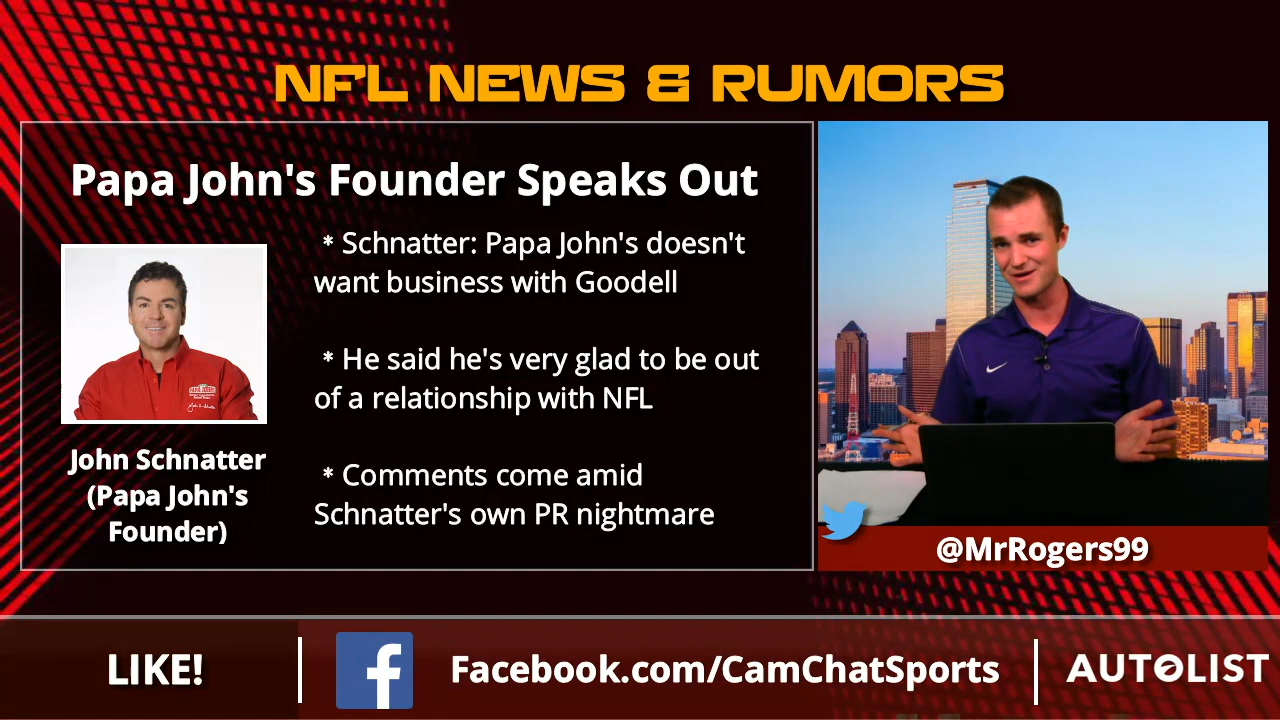 NFL NEWS & RUMORS
Papa John's Founder Speaks Out
* Schnatter: Papa John's doesn't
want business with Goodell
* He said he's very glad to be out
of a relationship with NFL
* Comments come amid
Schnatter's own PR nightmare
John Schnatter
(Papa John's
Founder)
@MrRogers99
LIKE!
Facebook.com/CamChatSports
AUTOLIST